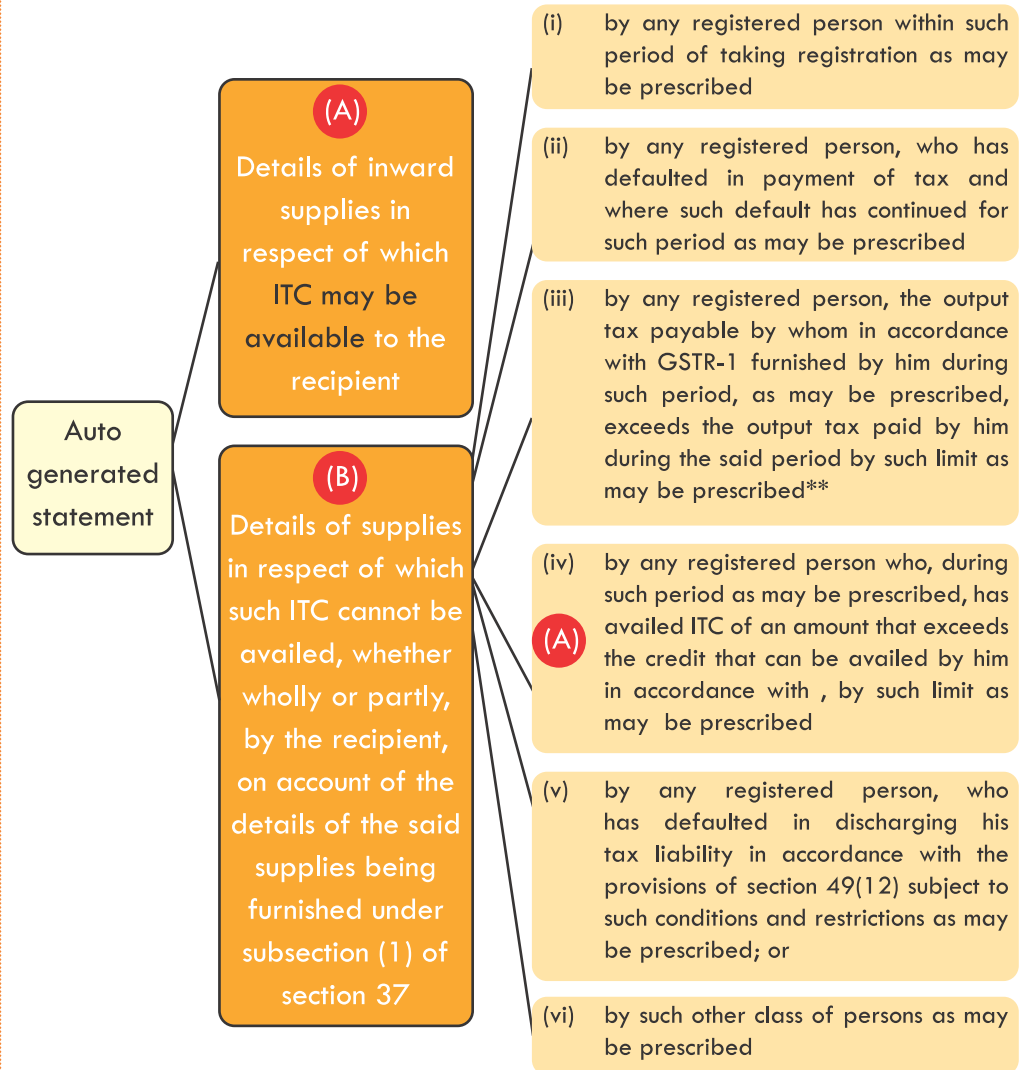 Auto
generated
statement
(A)
Details of inward
supplies in
respect of which
ITC may be
available to the
recipient
(B)
Details of supplies
in respect of which
such ITC cannot be
availed, whether
wholly or partly,
by the recipient,
on account of the
details of the said
supplies being
furnished under
subsection (1) of
section 37
(i) by any registered person within such
period of taking registration as may
be prescribed
(ii) by any registered person, who has
defaulted in payment of tax and
where such default has continued for
such period as may be prescribed
(iii) by any registered person, the output
tax payable by whom in accordance
with GSTR-1 furnished by him during
such period, as may be prescribed,
exceeds the output tax paid by him
during the said period by such limit as
may be prescribed**
(iv) by any registered person who, during
such period as may be prescribed, has
(A) availed ITC of an amount that exceeds
the credit that can be availed by him
in accordance with , by such limit as
may be prescribed
(v) by any registered person, who
has defaulted in discharging his
tax liability in accordance with the
provisions of section 49(12) subject to
such conditions and restrictions as may
be prescribed; or
(vi) by such other class of persons as may
be prescribed